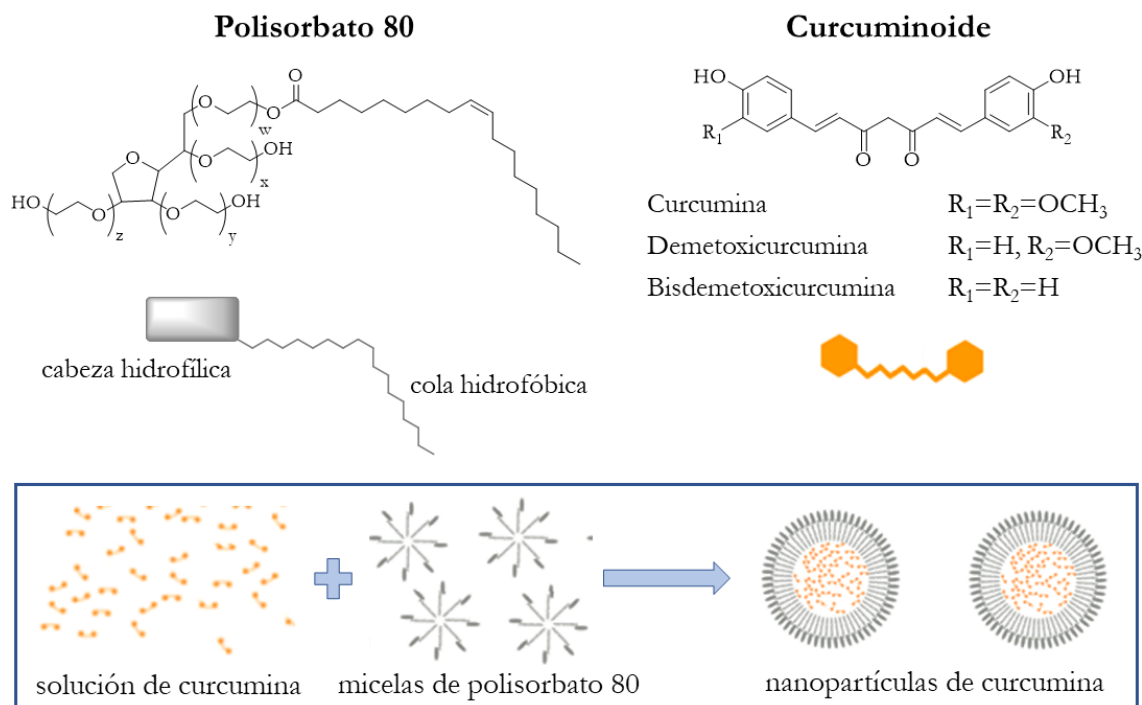 Polisorbato 80
Curcuminoide
O
O
O
w
O
O
OH
x
HO
O
z
O
OH
y
HO
OH
R₁
R₂
O
O
Curcumina R₁=R₂=OCH₃
Demetoxicurcumina R₁=H, R₂=OCH₃
Bisdemetoxicurcumina R₁=R₂=H
cabeza hidrofílica
cola hidrofóbica
solución de curcumina
micelas de polisorbato 80
nanopartículas de curcumina